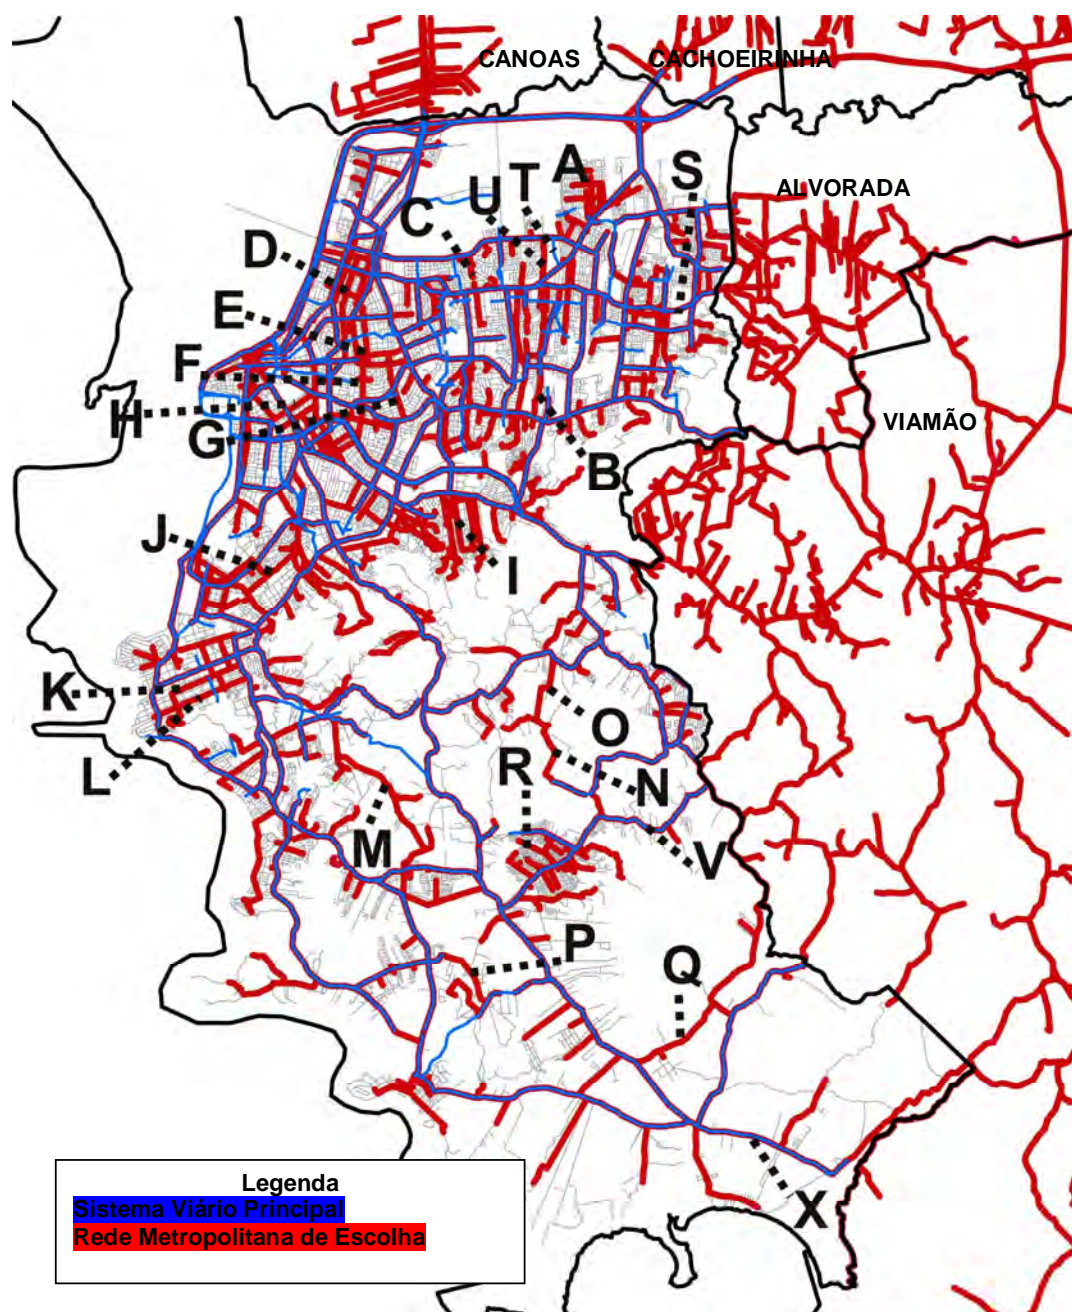 CANOAS CACHOEIRINHA
A
T
S
U
ALVORADA
C
D
E
F
H
VIAMÃO
G
B
J
I
K
O
R
L
N
M
V
P
Q
X
Legenda
Sistema Viário Principal
Rede Metropolitana de Escolha